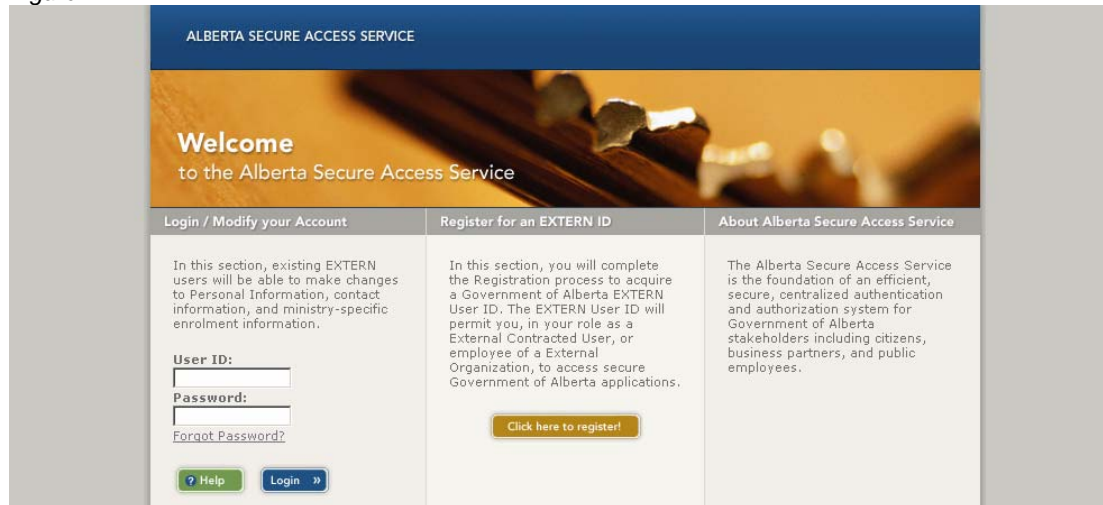 ALBERTA SECURE ACCESS SERVICE
Welcome
to the Alberta Secure Access Service
Login / Modify your Account
In this section, existing EXTERN
users will be able to make changes
to Personal Information, contact
information, and ministry-specific
enrolment information.
User ID:
Password:
Forgot Password?
? Help
Login »
Register for an EXTERN ID
In this section, you will complete
the Registration process to acquire
a Government of Alberta EXTERN
User ID. The EXTERN User ID will
permit you, in your role as a
External Contracted User, or
employee of a External
Organization, to access secure
Government of Alberta applications.
Click here to register!
About Alberta Secure Access Service
The Alberta Secure Access Service
is the foundation of an efficient,
secure, centralized authentication
and authorization system for
Government of Alberta
stakeholders including citizens,
business partners, and public
employees.